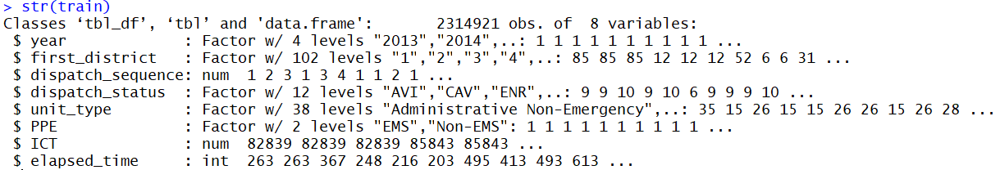 > str(train)
Classes ‘tbl_df’, ‘tbl’ and 'data.frame':	2314921 obs. of  8 variables:
 $ year             : Factor w/ 4 levels "2013","2014",..: 1 1 1 1 1 1 1 1 1 1 ...
 $ first_district   : Factor w/ 102 levels "1","2","3","4",..: 85 85 85 12 12 12 52 6 6 31 ...
 $ dispatch_sequence: num  1 2 3 1 3 4 1 1 2 1 ...
 $ dispatch_status  : Factor w/ 12 levels "AVI","CAV","ENR",..: 9 9 10 9 10 6 9 9 9 10 ...
 $ unit_type        : Factor w/ 38 levels "Administrative Non-Emergency",..: 35 15 26 15 15 26 26 15 26 28 ...
 $ PPE              : Factor w/ 2 levels "EMS","Non-EMS": 1 1 1 1 1 1 1 1 1 1 ...
 $ ICT              : num  82839 82839 82839 85843 85843 ...
 $ elapsed_time     : int  263 263 367 248 216 203 495 413 493 613 ...